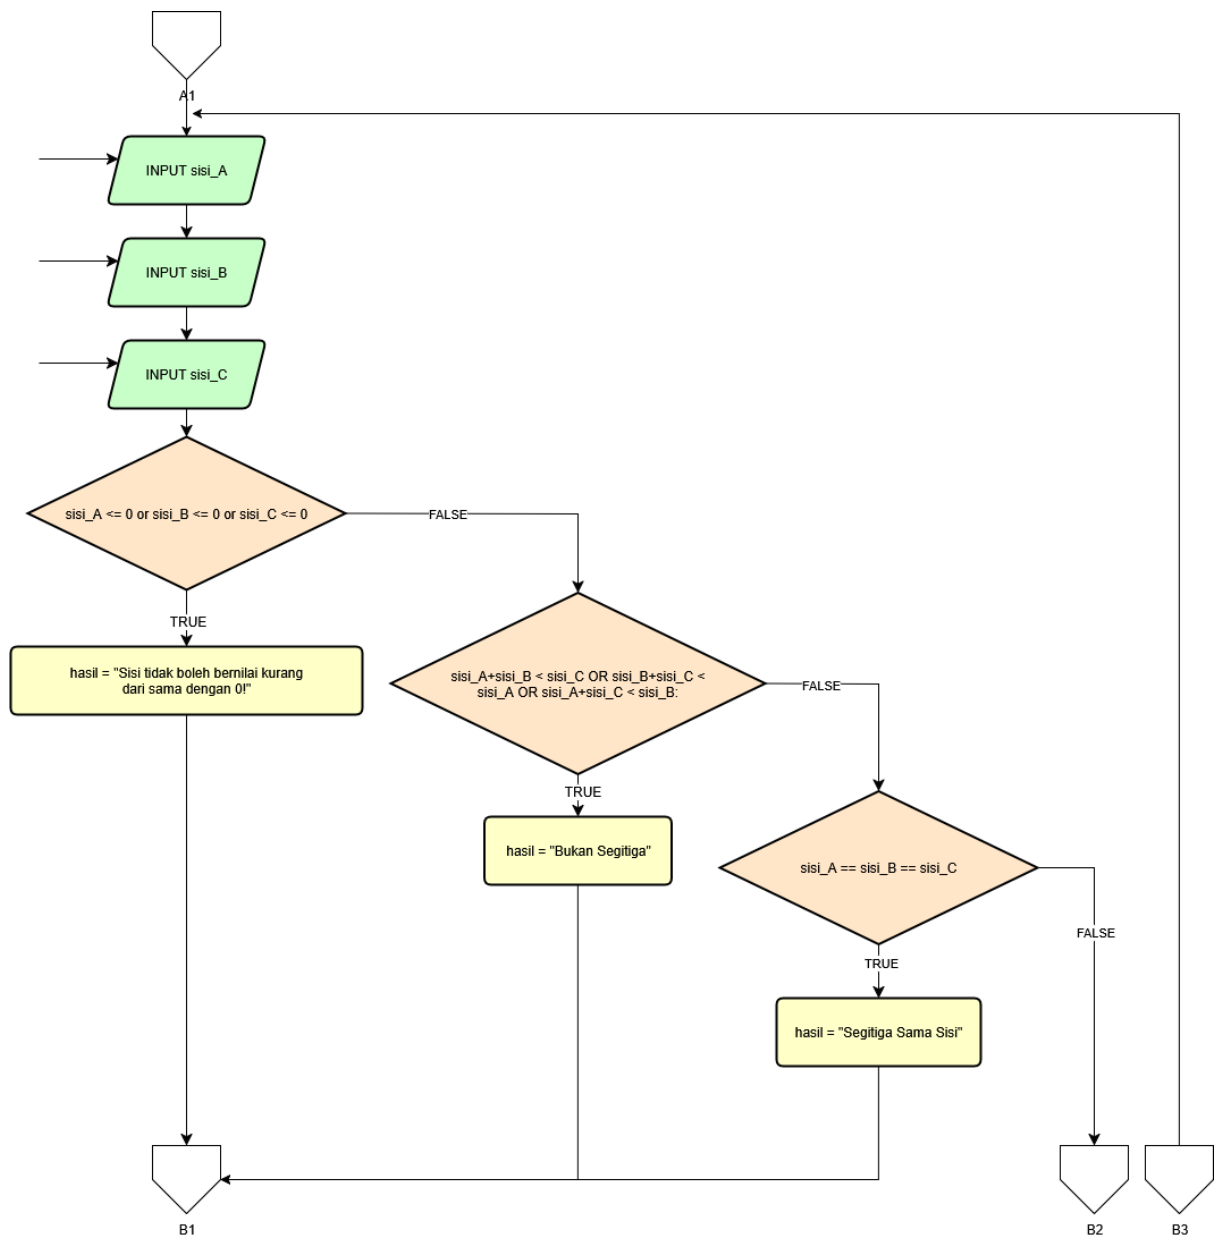 A1
INPUT sisi_A
INPUT sisi_B
INPUT sisi_C
sisi_A <= 0 or sisi_B <= 0 or sisi_C <= 0
FALSE
TRUE
hasil = "Sisi tidak boleh bernilai kurang
dari sama dengan 0!"
sisi_A+sisi_B < sisi_C OR sisi_B+sisi_C <
sisi_A OR sisi_A+sisi_C < sisi_B:
FALSE
TRUE
hasil = "Bukan Segitiga"
sisi_A == sisi_B == sisi_C
FALSE
TRUE
hasil = "Segitiga Sama Sisi"
B1
B2
B3